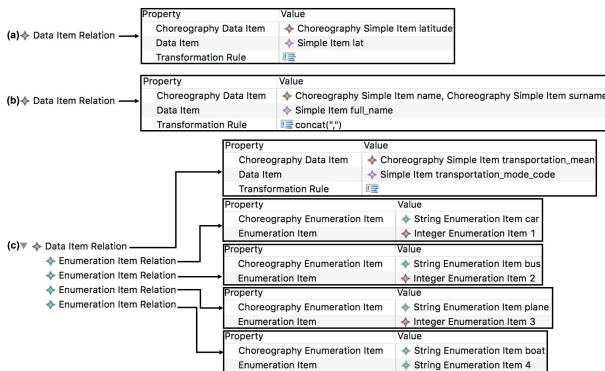 Property Value
Choreography Data Item Choreography Simple Item latitude
(a) Data Item Relation Data Item Simple Item lat
Transformation Rule
Property Value
Choreography Data Item Choreography Simple Item name, Choreography Simple Item surname
(b) Data Item Relation Data Item Simple Item full_name
Transformation Rule concat(",")
Property Value
Choreography Data Item Choreography Simple Item transportation_mean
Data Item Simple Item transportation_mode_code
Transformation Rule
Property Value
Choreography Enumeration Item String Enumeration Item car
Enumeration Item Integer Enumeration Item 1
(c) Data Item Relation
Enumeration Item Relation
Enumeration Item Relation
Enumeration Item Relation
Enumeration Item Relation
Property Value
Choreography Enumeration Item String Enumeration Item bus
Enumeration Item Integer Enumeration Item 2
Property Value
Choreography Enumeration Item String Enumeration Item plane
Enumeration Item Integer Enumeration Item 3
Property Value
Choreography Enumeration Item String Enumeration Item boat
Enumeration Item String Enumeration Item 4